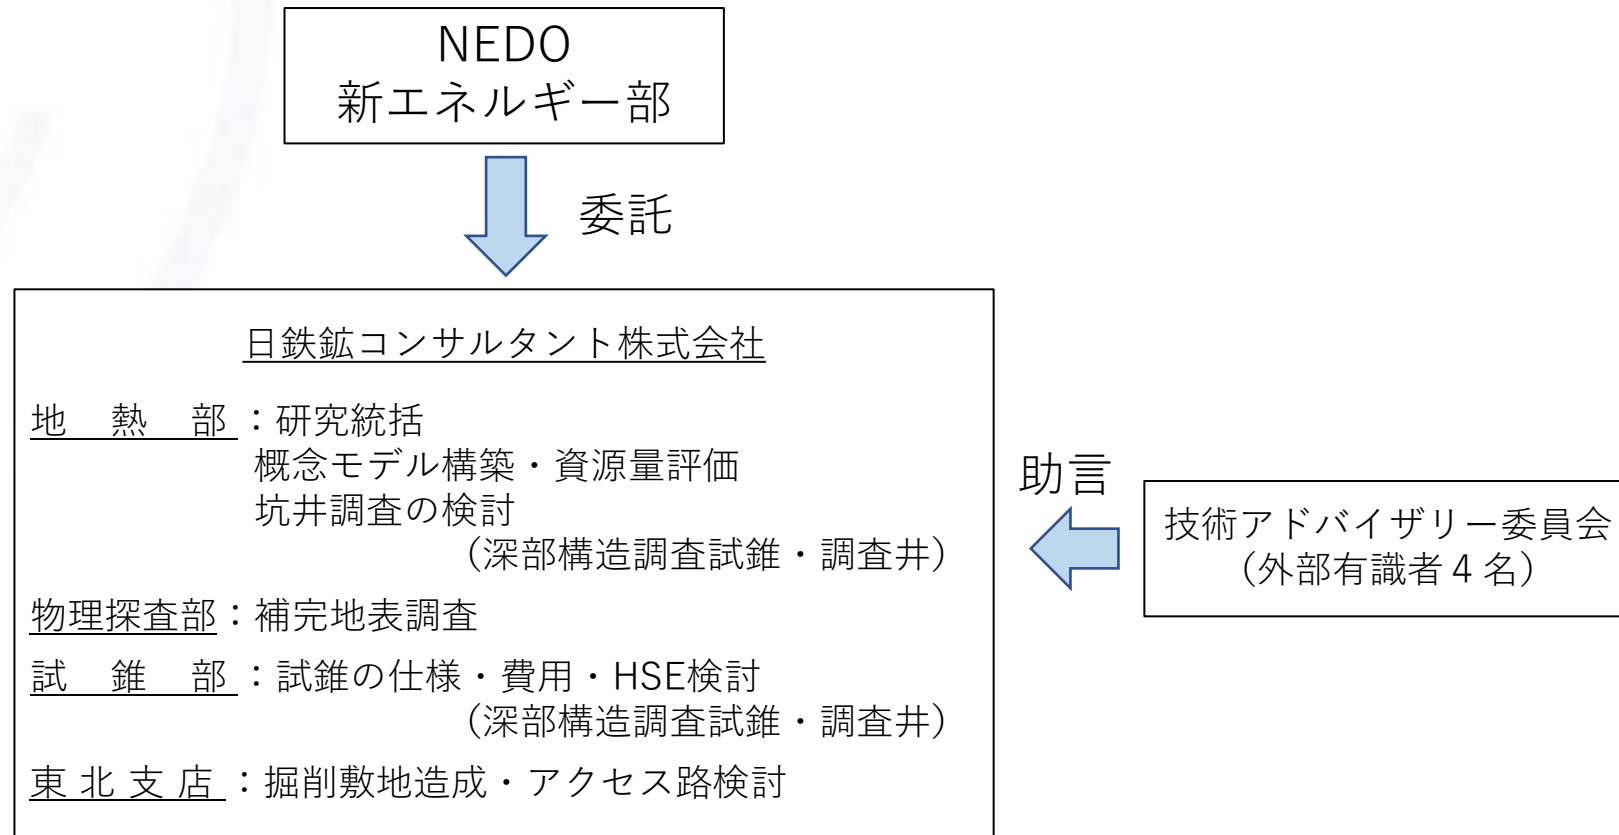 NEDO
新エネルギー部
委託
日鉄鉱コンサルタント株式会社
地 熱 部：研究統括
概念モデル構築・資源量評価
坑井調査の検討
（深部構造調査試錐・調査井）
物理探査部：補完地表調査
試 錐 部：試錐の仕様・費用・HSE検討
（深部構造調査試錐・調査井）
東 北 支 店：掘削敷地造成・アクセス路検討
助言
技術アドバイザリー委員会
（外部有識者４名）